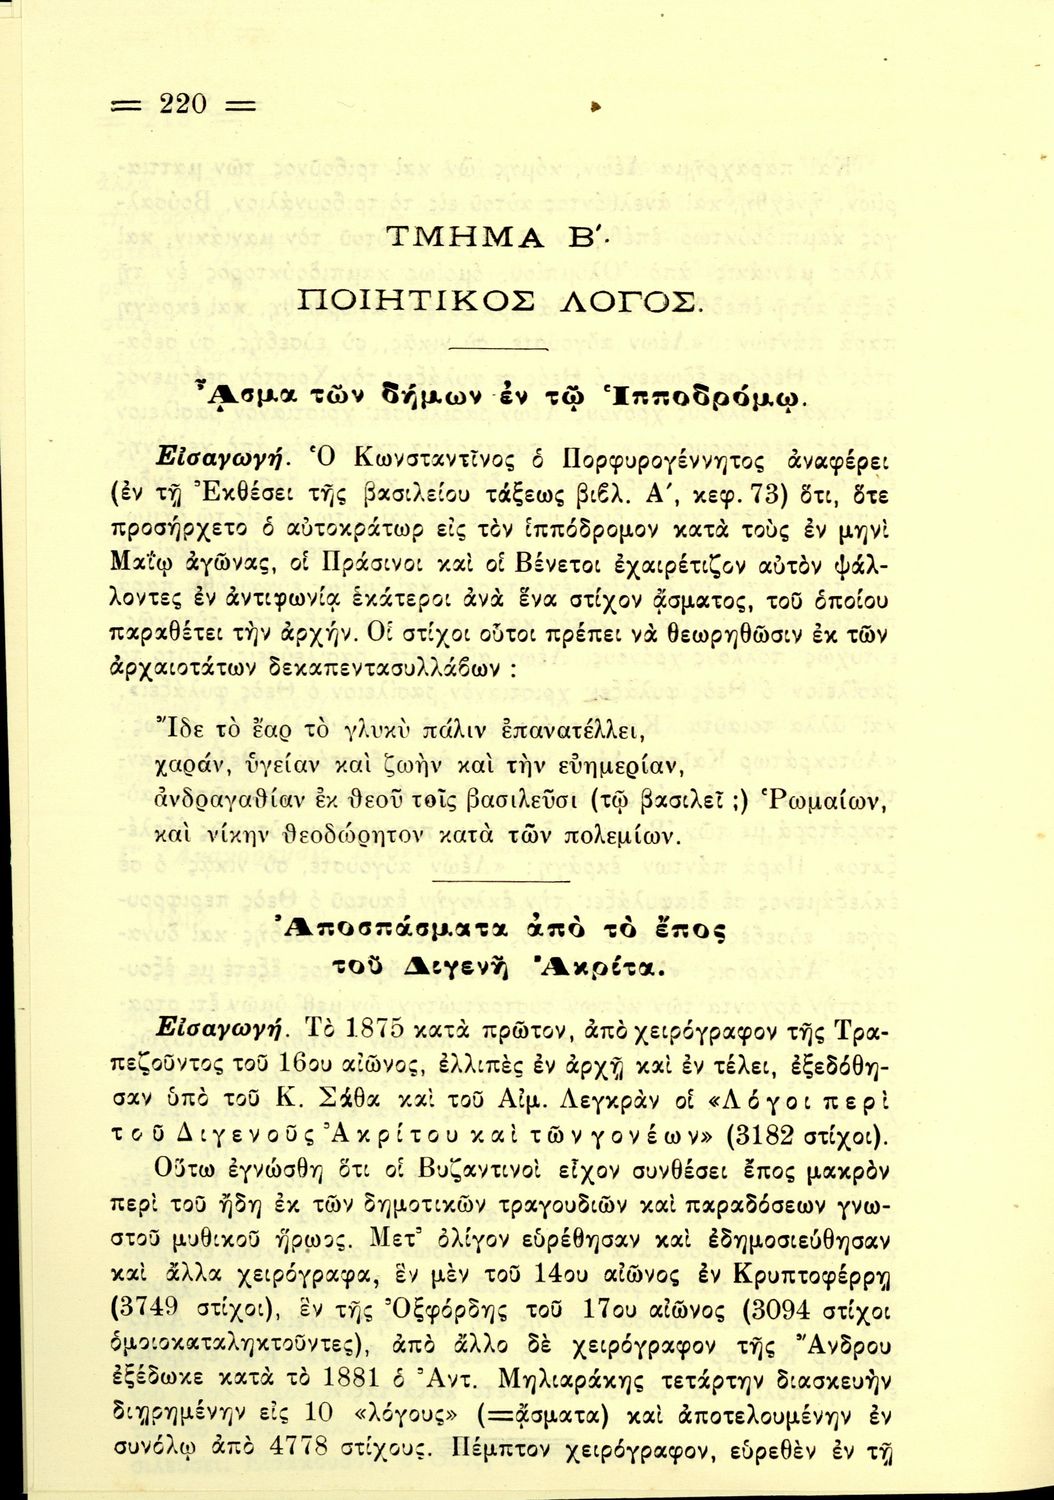 = 220 =
ΤΜΗΜΑ Β΄.
ΠΟΙΗΤΙΚΟΣ ΛΟΓΟΣ.
ᾎσμα τῶν δήμων ἐν τῷ Ἱπποδρόμῳ.
Εἰσαγωγή. Ὁ Κωνσταντῖνος ὁ Πορφυρογέννητος ἀναφέρει
(ἐν τῇ Ἐκθέσει τῆς βασιλείου τάξεως βιβλ. Α΄, κεφ. 73) ὅτι, ὅτε
προσήρχετο ὁ αὐτοκράτωρ εἰς τὸν ἱππόδρομον κατὰ τοὺς ἐν μηνὶ
Μαΐῳ ἀγῶνας, οἱ Πράσινοι καὶ οἱ Βένετοι ἐχαιρέτιζον αὐτὸν ψάλ-
λοντες ἐν ἀντιφωνίᾳ ἑκάτεροι ἀνὰ ἕνα στίχον ᾄσματος, τοῦ ὁποίου
παραθέτει τὴν ἀρχήν. Οἱ στίχοι οὗτοι πρέπει νὰ θεωρηθῶσιν ἐκ τῶν
ἀρχαιοτάτων δεκαπεντασυλλάβων :
Ἴδε τὸ ἔαρ τὸ γλυκὺ πάλιν ἐπανατέλλει,
χαράν, ὑγείαν καὶ ζωὴν καὶ τὴν εὐημερίαν,
ἀνδραγαθίαν ἐκ θεοῦ τοῖς βασιλεῦσι (τῷ βασιλεῖ ;) Ῥωμαίων,
καὶ νίκην θεοδώρητον κατὰ τῶν πολεμίων.
Ἀποσπάσματα ἀπὸ τὸ ἔπος
τοῦ Διγενῆ Ἀκρίτα.
Εἰσαγωγή. Τὸ 1875 κατὰ πρῶτον, ἀπὸ χειρόγραφον τῆς Τρα-
πεζοῦντος τοῦ 16ου αἰῶνος, ἐλλιπὲς ἐν ἀρχῇ καὶ ἐν τέλει, ἐξεδόθη-
σαν ὑπὸ τοῦ Κ. Σάθα καὶ τοῦ Αἰμ. Λεγκρὰν οἱ «Λόγοι περὶ
τοῦ Διγενοῦς Ἀκρίτου καὶ τῶν γονέων» (3182 στίχοι).
Οὕτω ἐγνώσθη ὅτι οἱ Βυζαντινοὶ εἶχον συνθέσει ἔπος μακρὸν
περὶ τοῦ ἤδη ἐκ τῶν δημοτικῶν τραγουδιῶν καὶ παραδόσεων γνω-
στοῦ μυθικοῦ ἥρωος. Μετ᾽ ὀλίγον εὑρέθησαν καὶ ἐδημοσιεύθησαν
καὶ ἄλλα χειρόγραφα, ἓν μὲν τοῦ 14ου αἰῶνος ἐν Κρυπτοφέρρῃ
(3749 στίχοι), ἓν τῆς Ὀξφόρδης τοῦ 17ου αἰῶνος (3094 στίχοι
ὁμοιοκαταληκτοῦντες), ἀπὸ ἄλλο δὲ χειρόγραφον τῆς Ἄνδρου
ἐξέδωκε κατὰ τὸ 1881 ὁ Ἀντ. Μηλιαράκης τετάρτην διασκευὴν
διῃρημένην εἰς 10 «λόγους» (=ᾄσματα) καὶ ἀποτελουμένην ἐν
συνόλῳ ἀπὸ 4778 στίχους. Πέμπτον χειρόγραφον, εὑρεθὲν ἐν τῇ